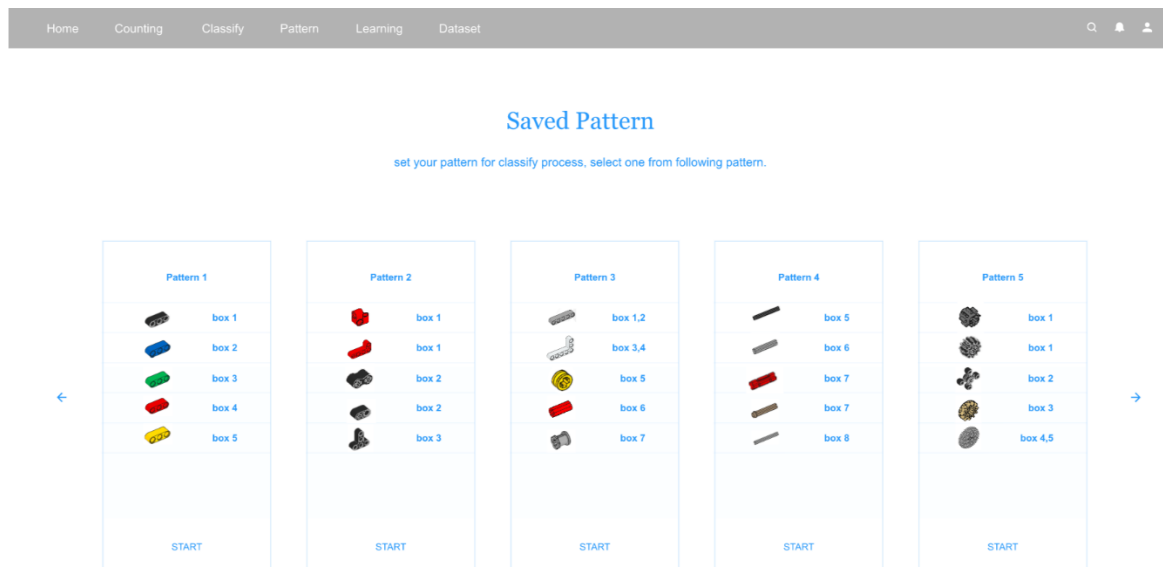 Home Counting Classify Pattern Learning Dataset
Saved Pattern
set your pattern for classify process, select one from following pattern.
Pattern 1
box 1
box 2
box 3
box 4
box 5
START
Pattern 2
box 1
box 1
box 2
box 2
box 3
START
Pattern 3
box 1,2
box 3,4
box 5
box 6
box 7
START
Pattern 4
box 5
box 6
box 7
box 7
box 8
START
Pattern 5
box 1
box 1
box 2
box 3
box 4,5
START